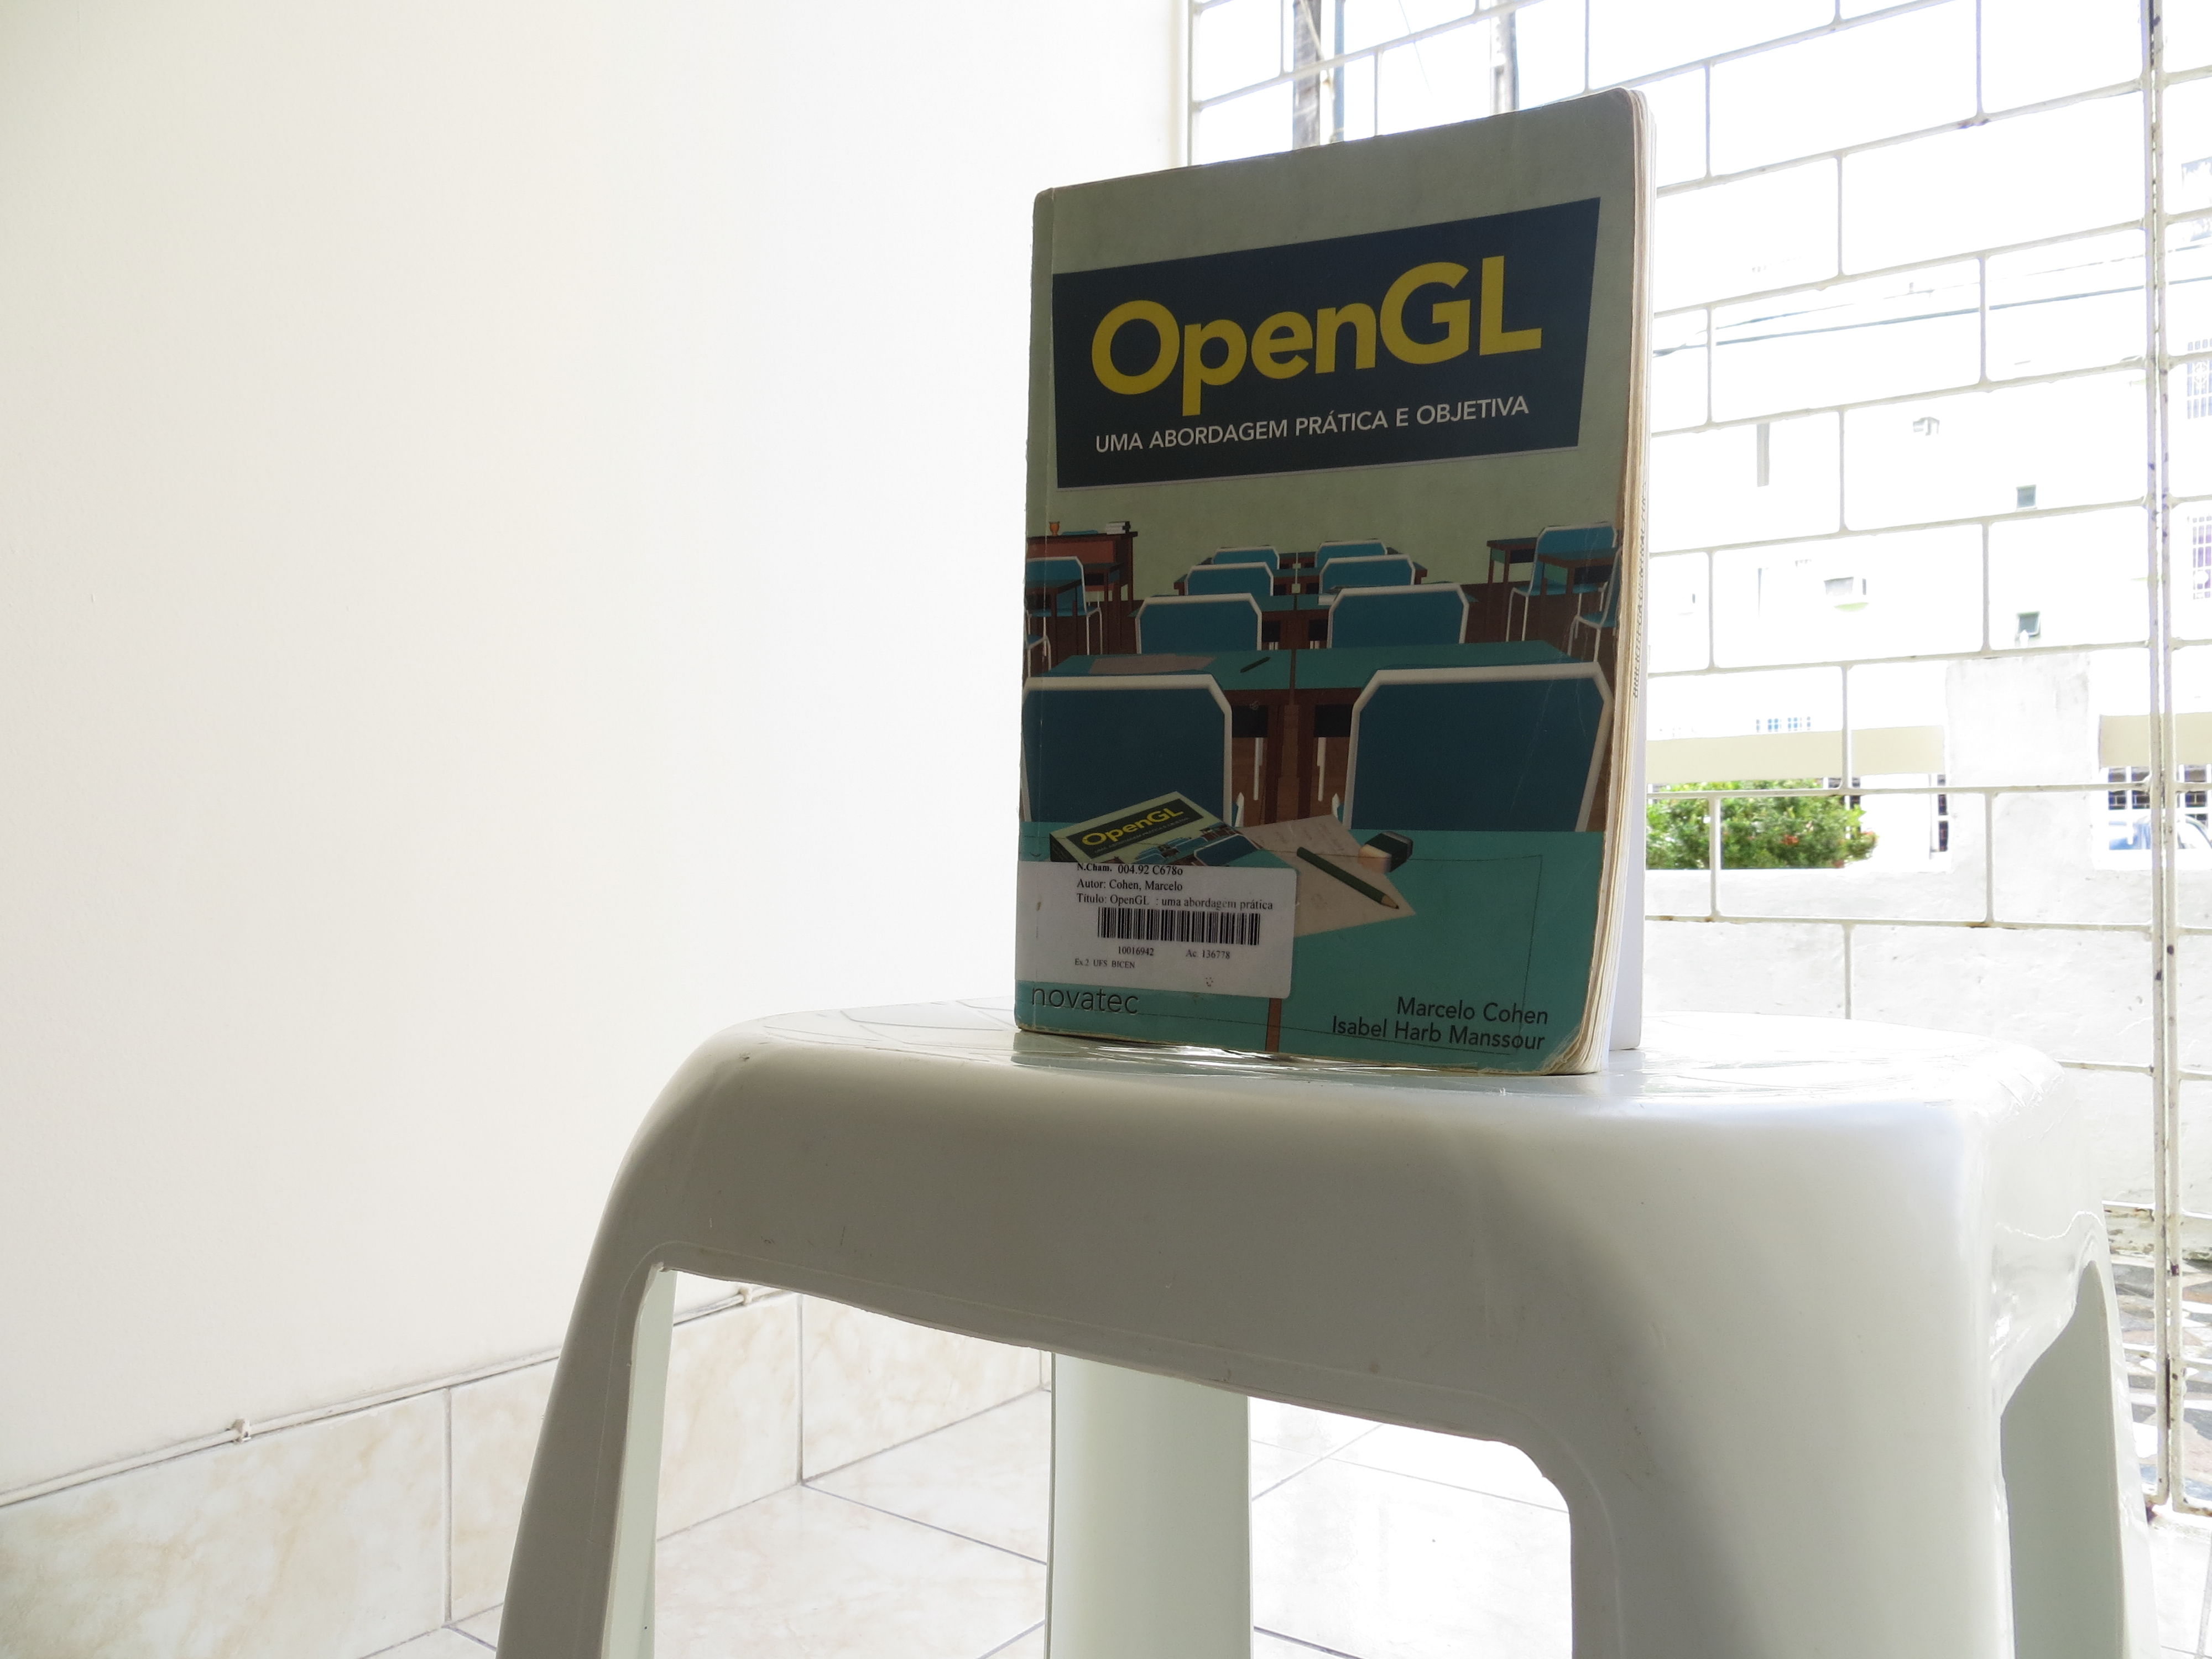 OpenGL
UMA ABORDAGEM PRÁTICA E OBJETIVA
OpenGL
N.Cham. 004.92 C678o
Autor: Cohen, Marcelo
Título: OpenGL : uma abordagem prática
10016942 Ac. 136778
Ex.2 UFS BICEN
novatec
Marcelo Cohen
Isabel Harb Manssour